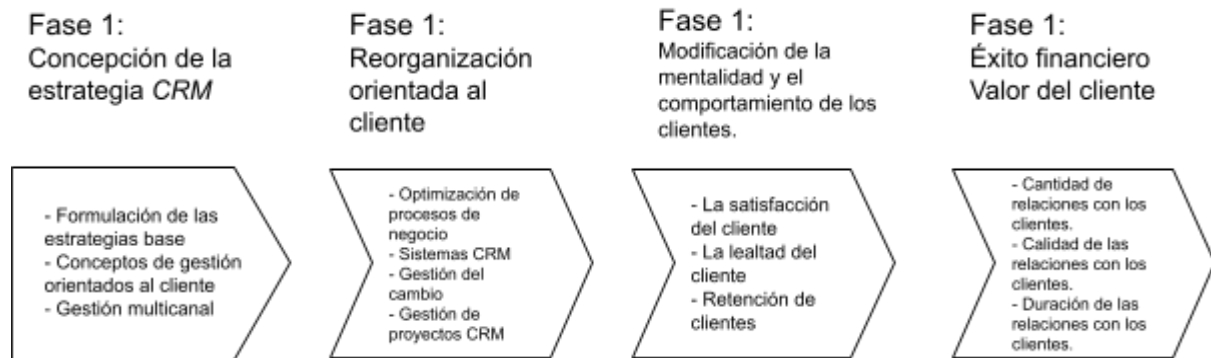 Fase 1:
Concepción de la
estrategia CRM
- Formulación de las
estrategias base
- Conceptos de gestión
orientados al cliente
- Gestión multicanal
Fase 1:
Reorganización
orientada al
cliente
- Optimización de
procesos de
negocio
- Sistemas CRM
- Gestión del
cambio
- Gestión de
proyectos CRM
Fase 1:
Modificación de la
mentalidad y el
comportamiento de los
clientes.
- La satisfacción
del cliente
- La lealtad del
cliente
- Retención de
clientes
Fase 1:
Éxito financiero
Valor del cliente
- Cantidad de
relaciones con los
clientes.
- Calidad de las
relaciones con los
clientes.
- Duración de las
relaciones con los
clientes.